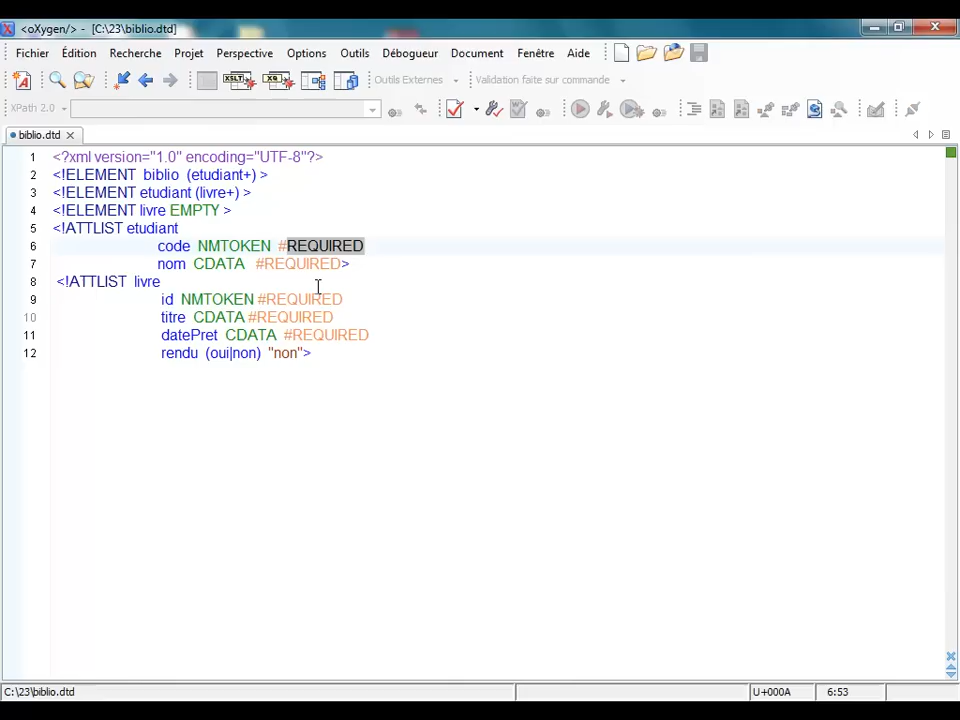 <oXygen/> - [C:\23\biblio.dtd]
Fichier Édition Recherche Projet Perspective Options Outils Débogueur Document Fenêtre Aide
XSLT XQ Outils Externes Validation faite sur commande
XPath 2.0
biblio.dtd
1 <?xml version="1.0" encoding="UTF-8"?>
2 <!ELEMENT biblio (etudiant+) >
3 <!ELEMENT etudiant (livre+) >
4 <!ELEMENT livre EMPTY >
5 <!ATTLIST etudiant
6 code NMTOKEN #REQUIRED
7 nom CDATA #REQUIRED>
8 <!ATTLIST livre
9 id NMTOKEN #REQUIRED
10 titre CDATA #REQUIRED
11 datePret CDATA #REQUIRED
12 rendu (oui|non) "non">
C:\23\biblio.dtd U+000A 6:53